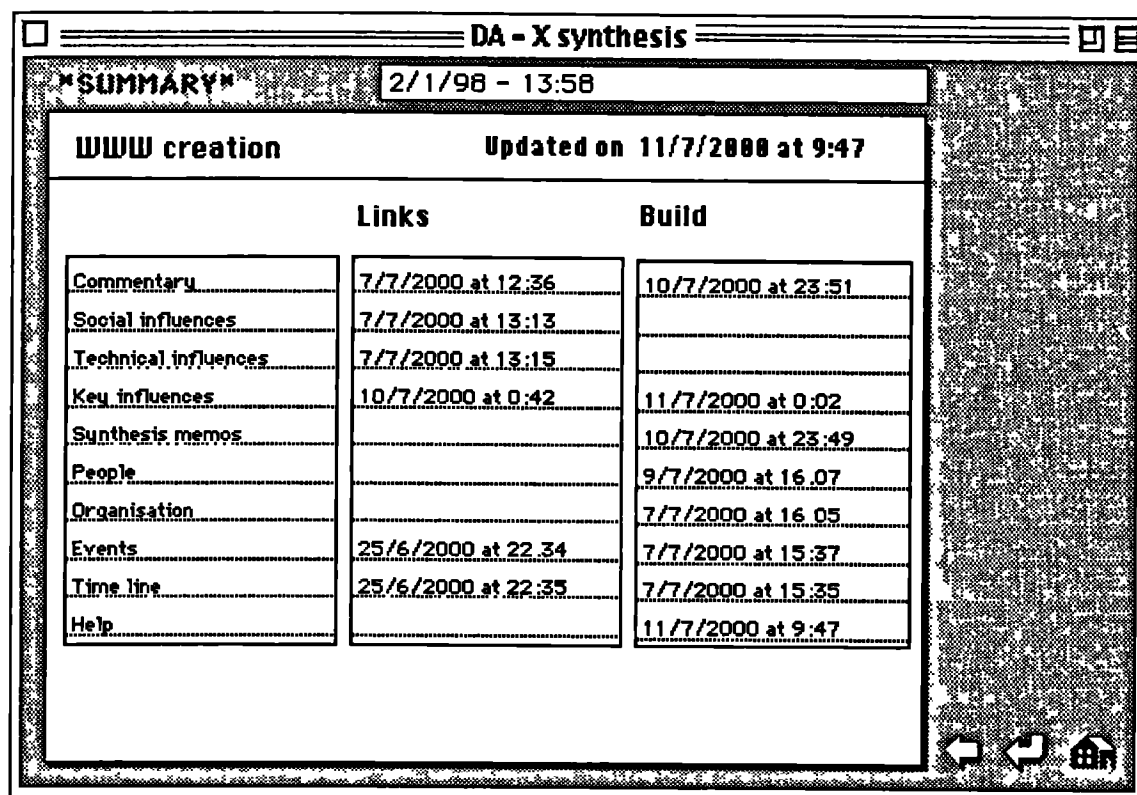 DA - X synthesis
*SUMMARY* 2/1/98 - 13:58
WWW creation Updated on 11/7/2000 at 9:47
Links Build
Commentary 7/7/2000 at 12:36 10/7/2000 at 23:51
Social influences 7/7/2000 at 13:13
Technical influences 7/7/2000 at 13:15
Key influences 10/7/2000 at 0:42 11/7/2000 at 0:02
Synthesis memos 10/7/2000 at 23:49
People 9/7/2000 at 16.07
Organisation 7/7/2000 at 16 05
Events 25/6/2000 at 22.34 7/7/2000 at 15:37
Time line 25/6/2000 at 22:35 7/7/2000 at 15:35
Help 11/7/2000 at 9:47